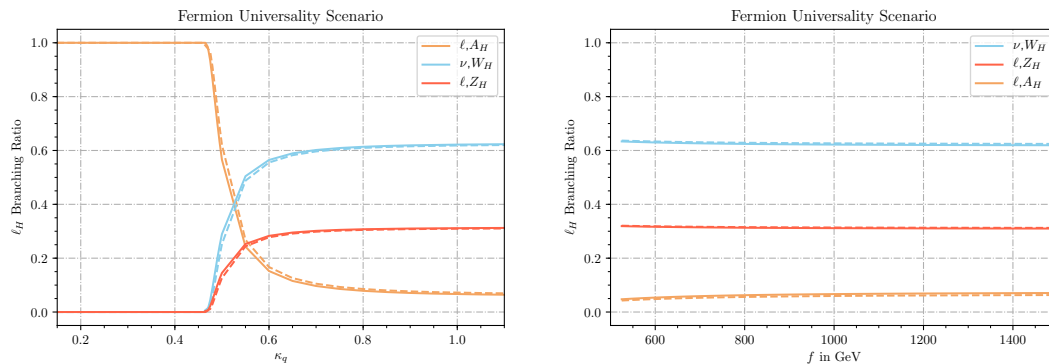 Fermion Universality Scenario
ℓ_H Branching Ratio
1.0
0.8
0.6
0.4
0.2
0.0
ℓ,A_H
ν,W_H
ℓ,Z_H
0.2 0.4 0.6 0.8 1.0
κ_q
Fermion Universality Scenario
ℓ_H Branching Ratio
1.0
0.8
0.6
0.4
0.2
0.0
ν,W_H
ℓ,Z_H
ℓ,A_H
600 800 1000 1200 1400
f in GeV